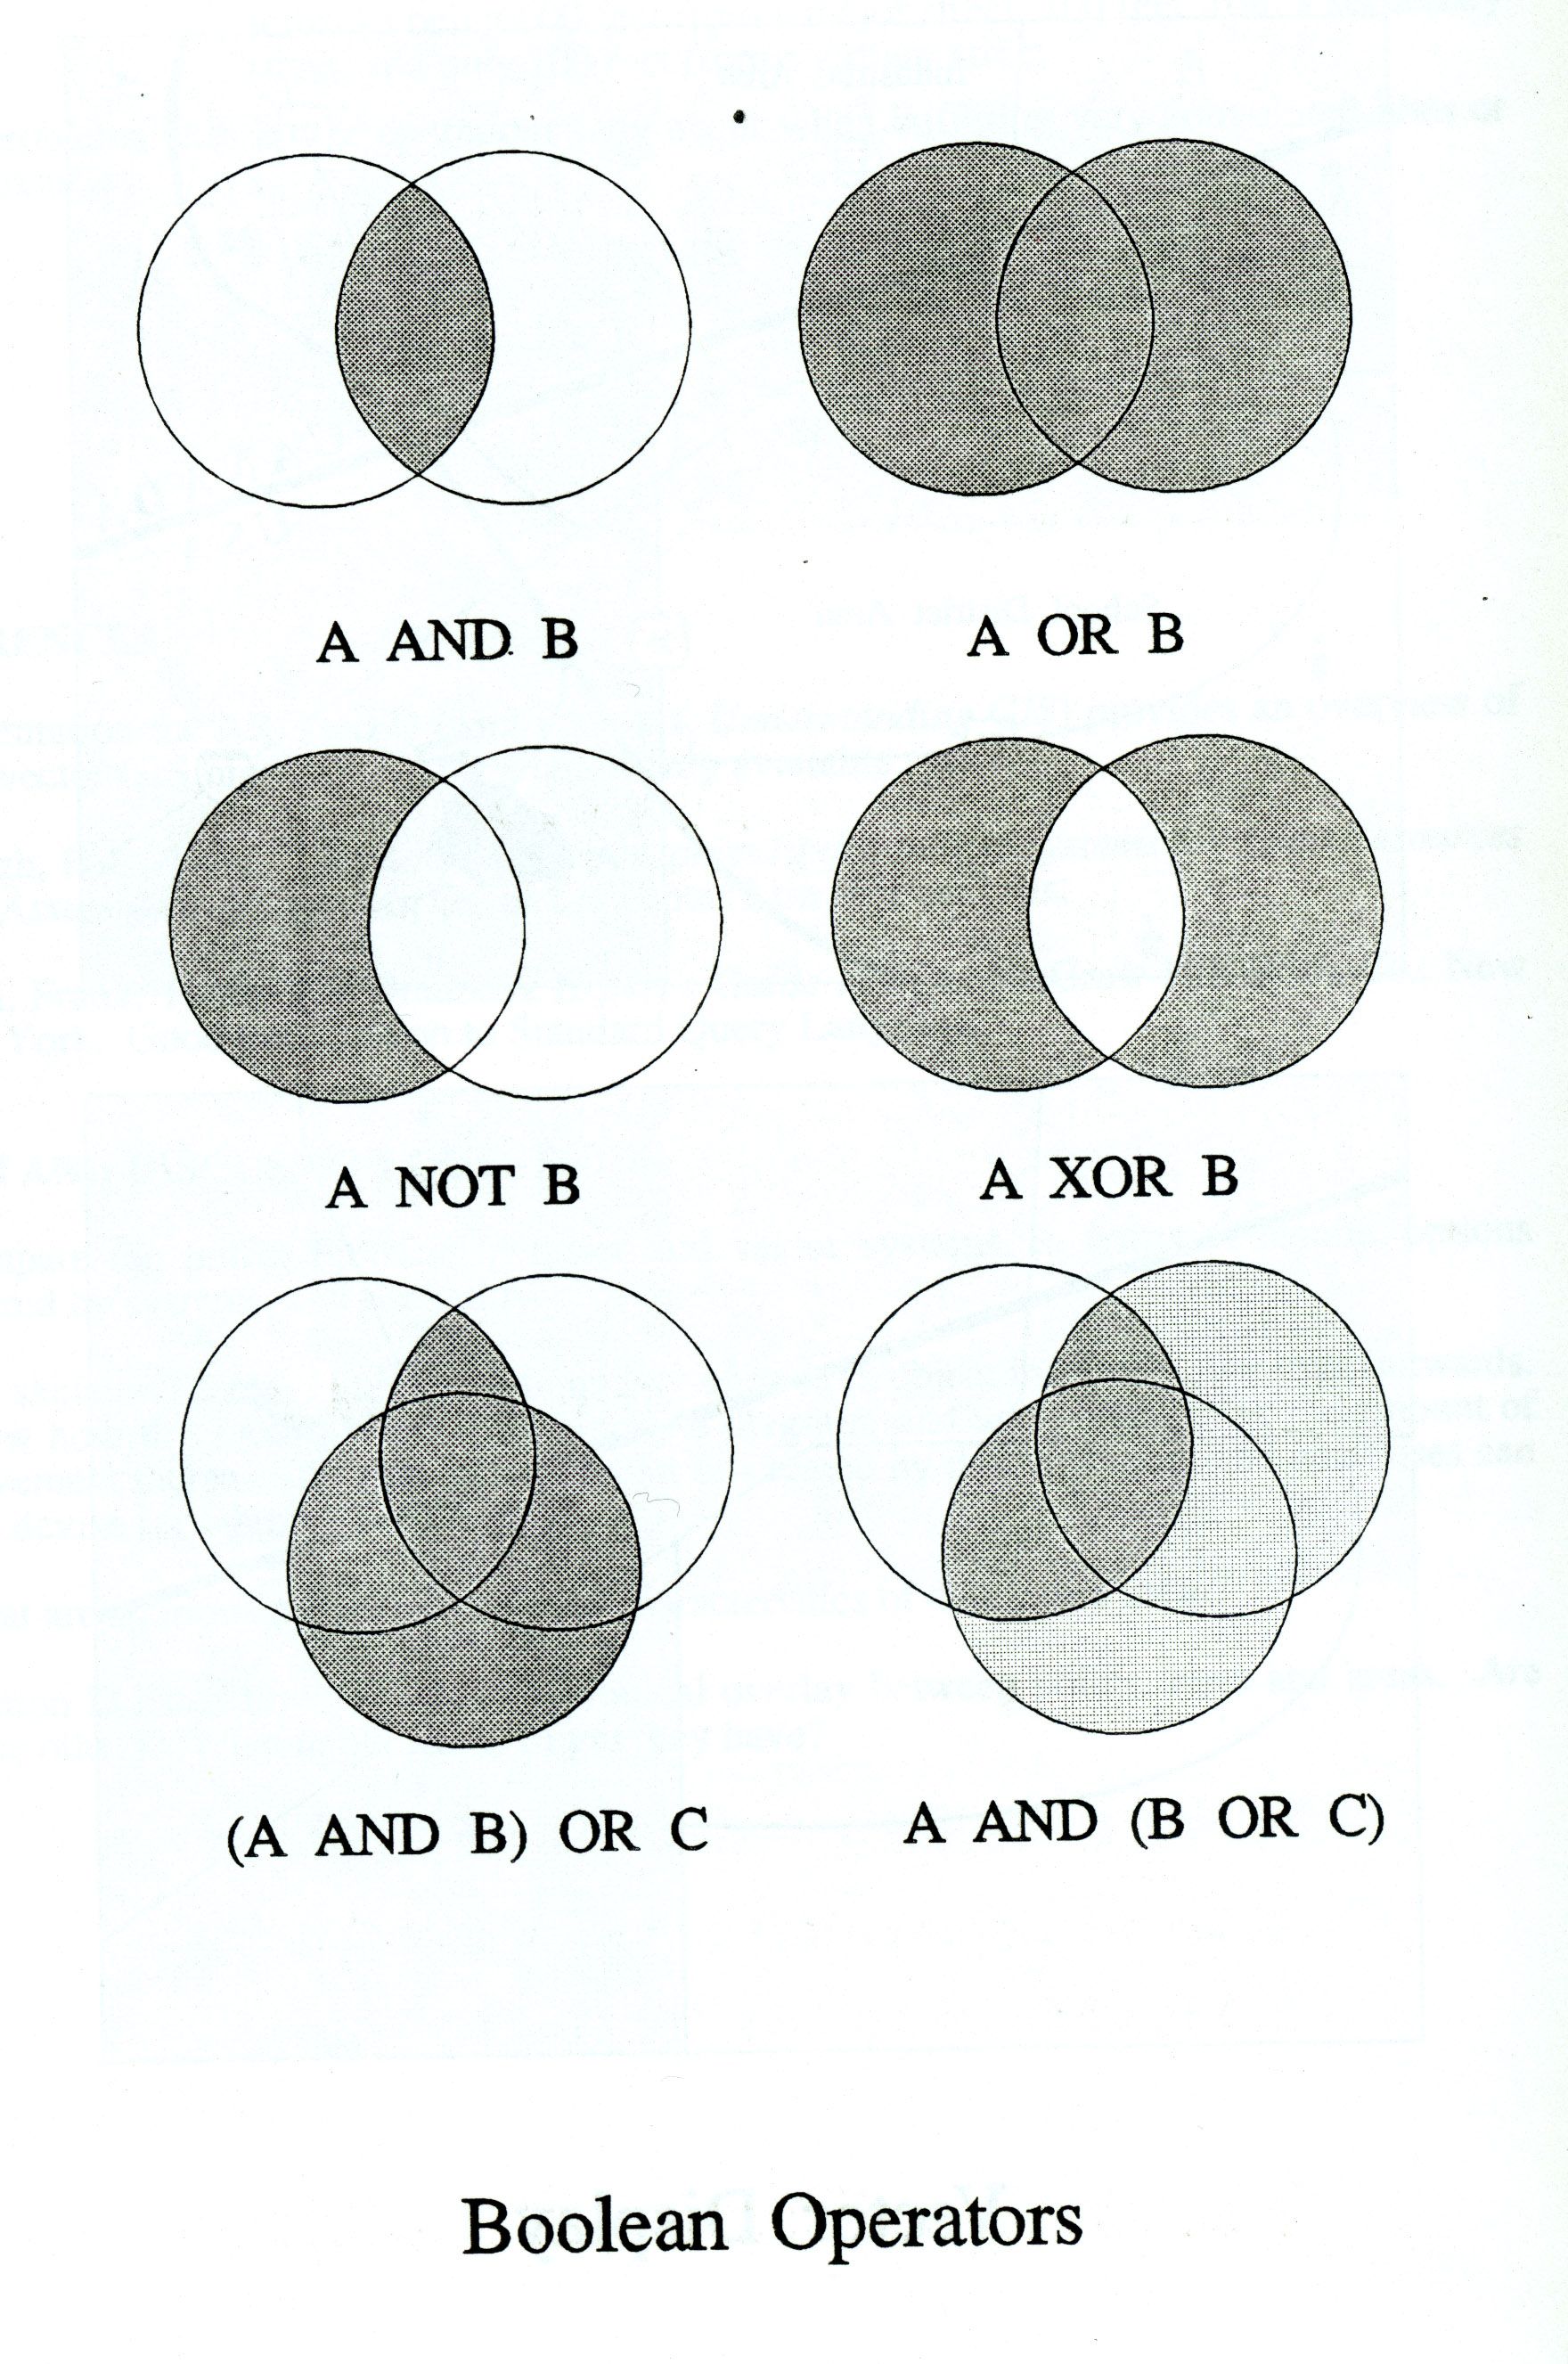 A AND B
A OR B
A NOT B
A XOR B
(A AND B) OR C
A AND (B OR C)
Boolean Operators